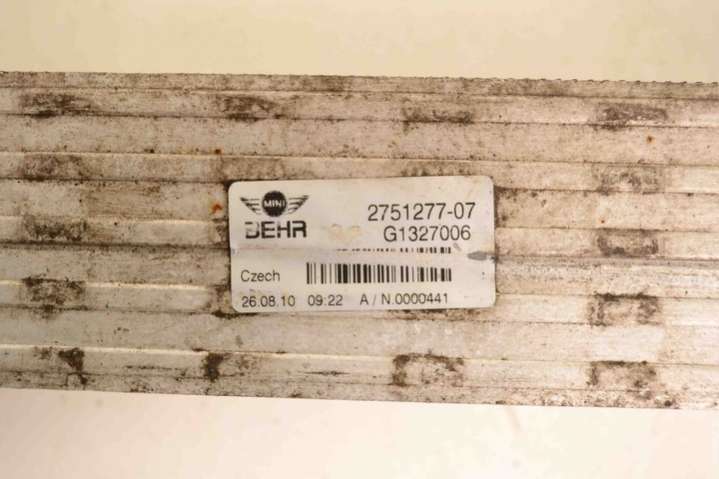 MINI
2751277-07
BEHR
G1327006
Czech
26.08.10 09:22 A / N.0000441